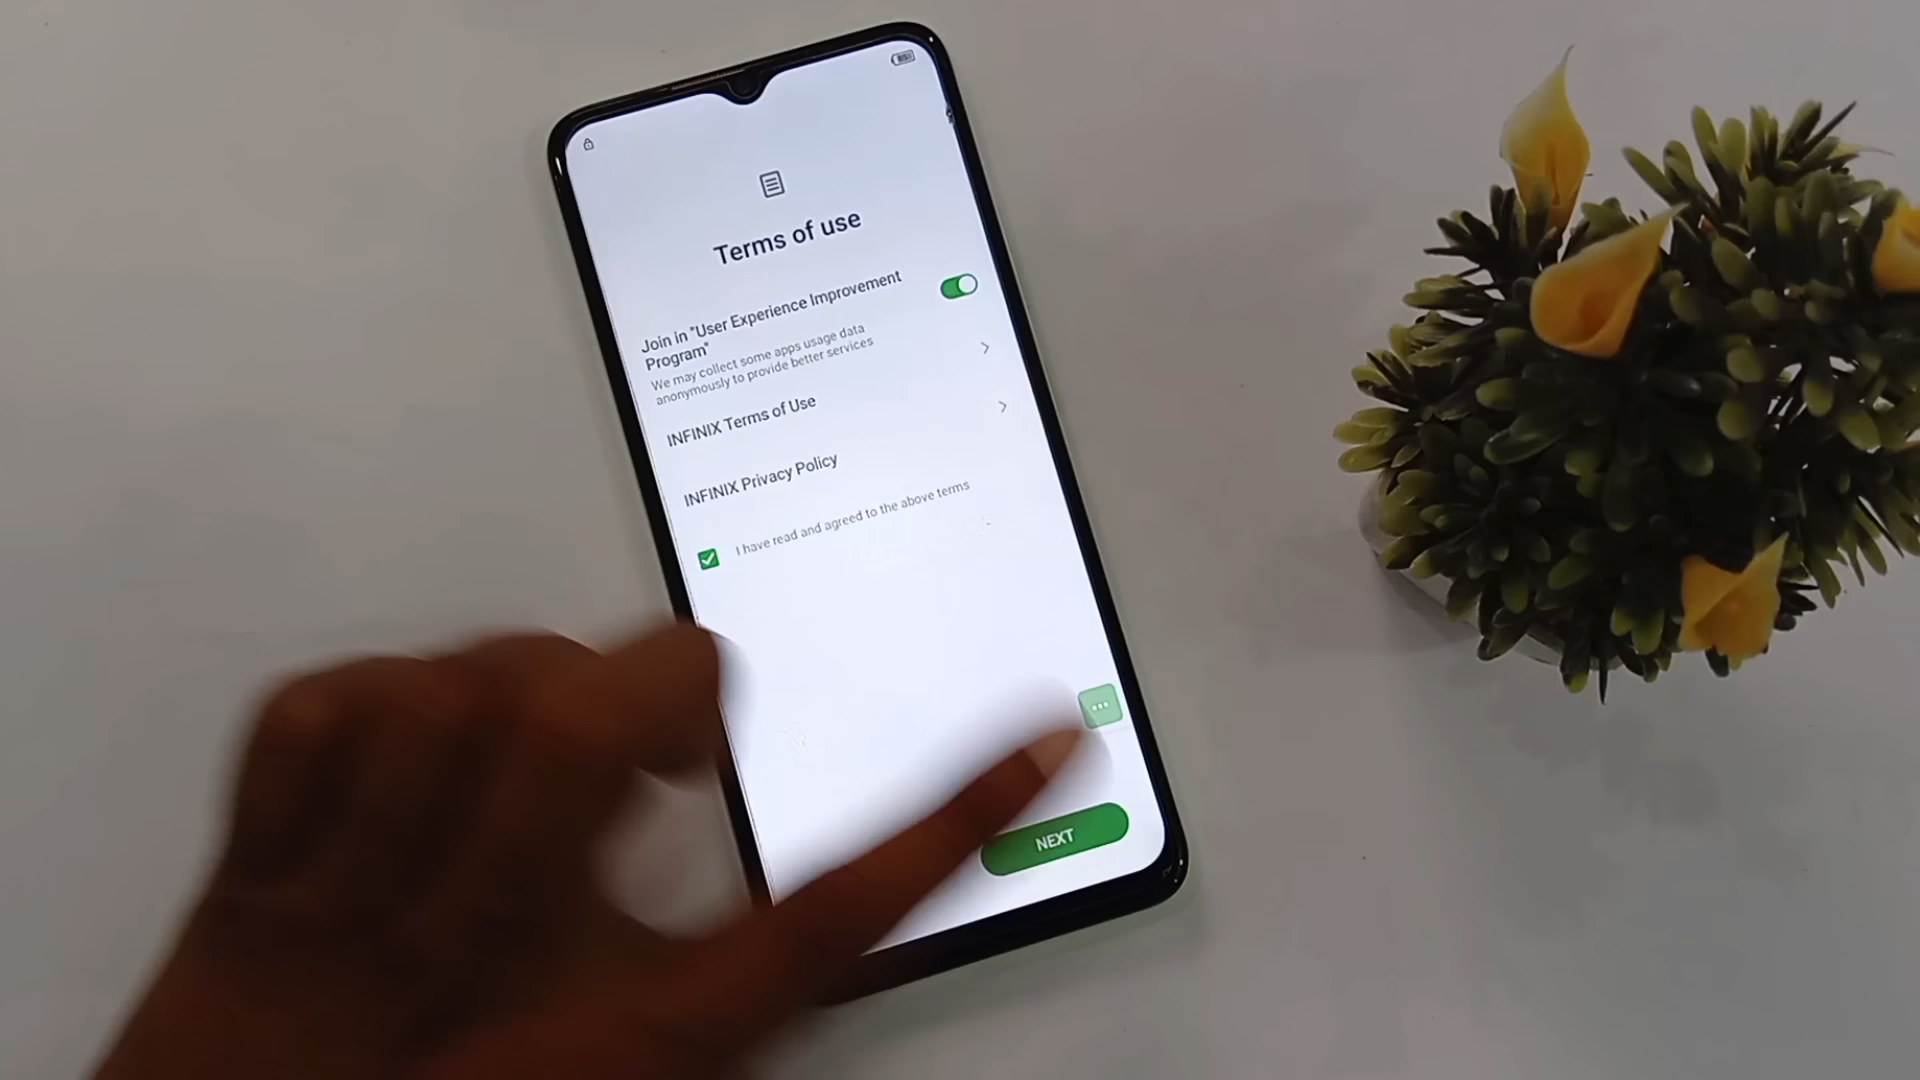 Terms of use
Join in "User Experience Improvement
Program"
We may collect some apps usage data
anonymously to provide better services
INFINIX Terms of Use
INFINIX Privacy Policy
I have read and agreed to the above terms
NEXT